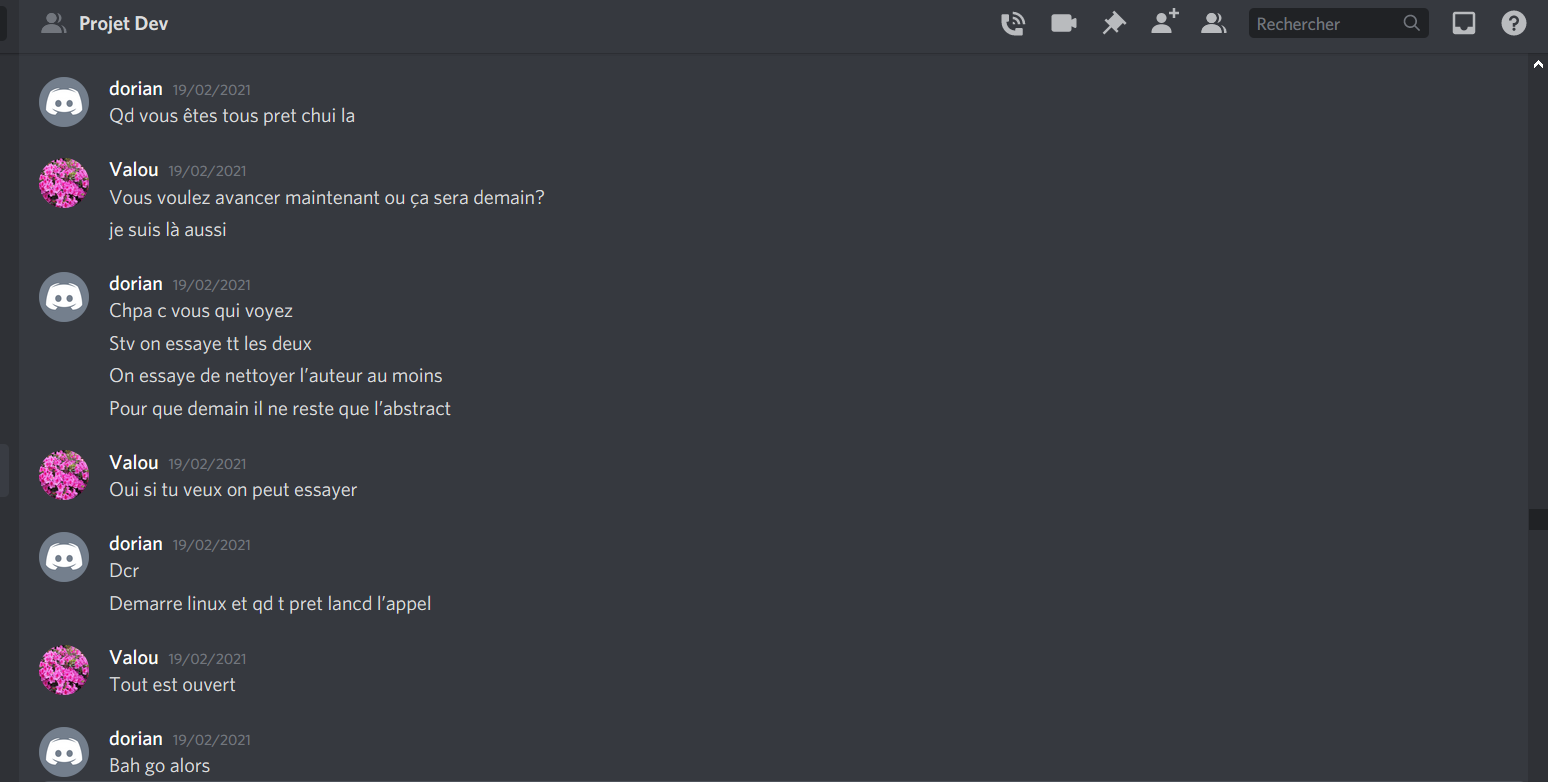 Projet Dev
Rechercher
dorian 19/02/2021
Qd vous êtes tous pret chui la
Valou 19/02/2021
Vous voulez avancer maintenant ou ça sera demain?
je suis là aussi
dorian 19/02/2021
Chpa c vous qui voyez
Stv on essaye tt les deux
On essaye de nettoyer l’auteur au moins
Pour que demain il ne reste que l’abstract
Valou 19/02/2021
Oui si tu veux on peut essayer
dorian 19/02/2021
Dcr
Demarre linux et qd t pret lancd l’appel
Valou 19/02/2021
Tout est ouvert
dorian 19/02/2021
Bah go alors